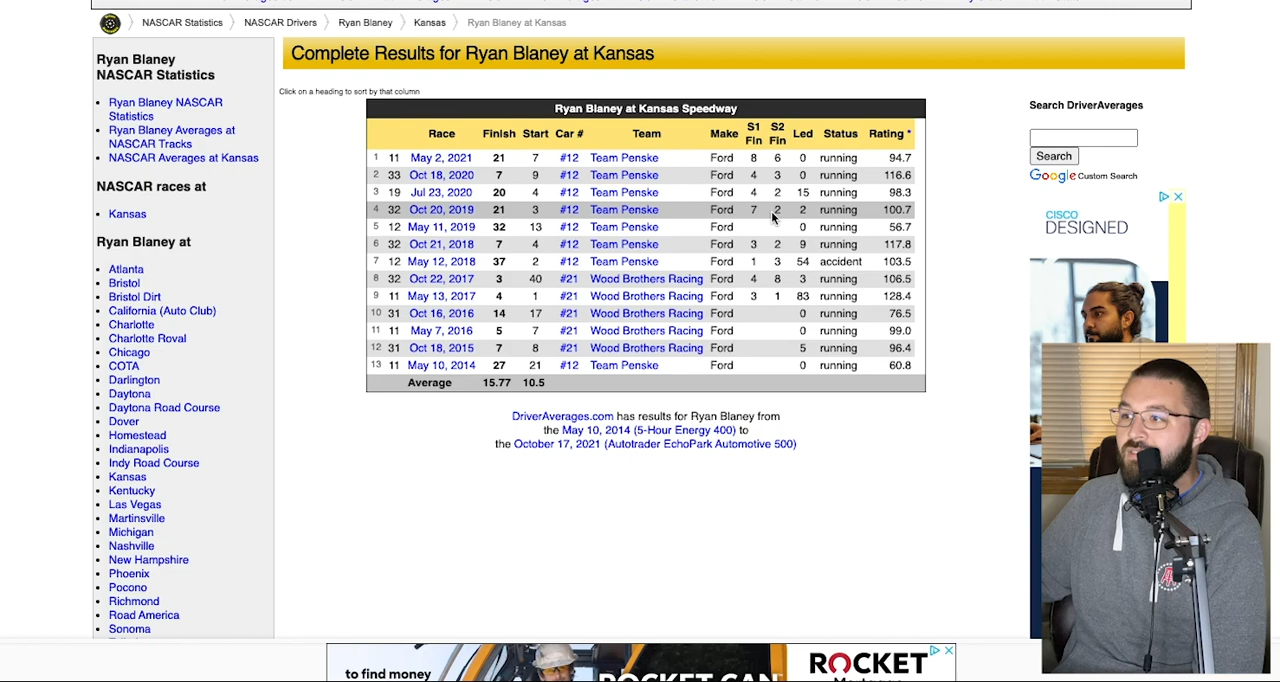 NASCAR Statistics NASCAR Drivers Ryan Blaney Kansas Ryan Blaney at Kansas
Ryan Blaney
NASCAR Statistics
• Ryan Blaney NASCAR
Statistics
• Ryan Blaney Averages at
NASCAR Tracks
• NASCAR Averages at Kansas
NASCAR races at
• Kansas
Ryan Blaney at
• Atlanta
• Bristol
• Bristol Dirt
• California (Auto Club)
• Charlotte
• Charlotte Roval
• Chicago
• COTA
• Darlington
• Daytona
• Daytona Road Course
• Dover
• Homestead
• Indianapolis
• Indy Road Course
• Kansas
• Kentucky
• Las Vegas
• Martinsville
• Michigan
• Nashville
• New Hampshire
• Phoenix
• Pocono
• Richmond
• Road America
• Sonoma
Complete Results for Ryan Blaney at Kansas
Click on a heading to sort by that column
Ryan Blaney at Kansas Speedway
Race Finish Start Car # Team Make S1 Fin S2 Fin Led Status Rating *
1 11 May 2, 2021 21 7 #12 Team Penske Ford 8 6 0 running 94.7
2 33 Oct 18, 2020 7 9 #12 Team Penske Ford 4 3 0 running 116.6
3 19 Jul 23, 2020 20 4 #12 Team Penske Ford 4 2 15 running 98.3
4 32 Oct 20, 2019 21 3 #12 Team Penske Ford 7 2 2 running 100.7
5 12 May 11, 2019 32 13 #12 Team Penske Ford 0 running 56.7
6 32 Oct 21, 2018 7 4 #12 Team Penske Ford 3 2 9 running 117.8
7 12 May 12, 2018 37 2 #12 Team Penske Ford 1 3 54 accident 103.5
8 32 Oct 22, 2017 3 40 #21 Wood Brothers Racing Ford 4 8 3 running 106.5
9 11 May 13, 2017 4 1 #21 Wood Brothers Racing Ford 3 1 83 running 128.4
10 31 Oct 16, 2016 14 17 #21 Wood Brothers Racing Ford 0 running 76.5
11 11 May 7, 2016 5 7 #21 Wood Brothers Racing Ford 0 running 99.0
12 31 Oct 18, 2015 7 8 #21 Wood Brothers Racing Ford 5 running 96.4
13 11 May 10, 2014 27 21 #12 Team Penske Ford 0 running 60.8
Average 15.77 10.5
DriverAverages.com has results for Ryan Blaney from
the May 10, 2014 (5-Hour Energy 400) to
the October 17, 2021 (Autotrader EchoPark Automotive 500)
Search DriverAverages
Search
Google Custom Search
CISCO
DESIGNED
to find money
ROCKET CAN
ROCKET